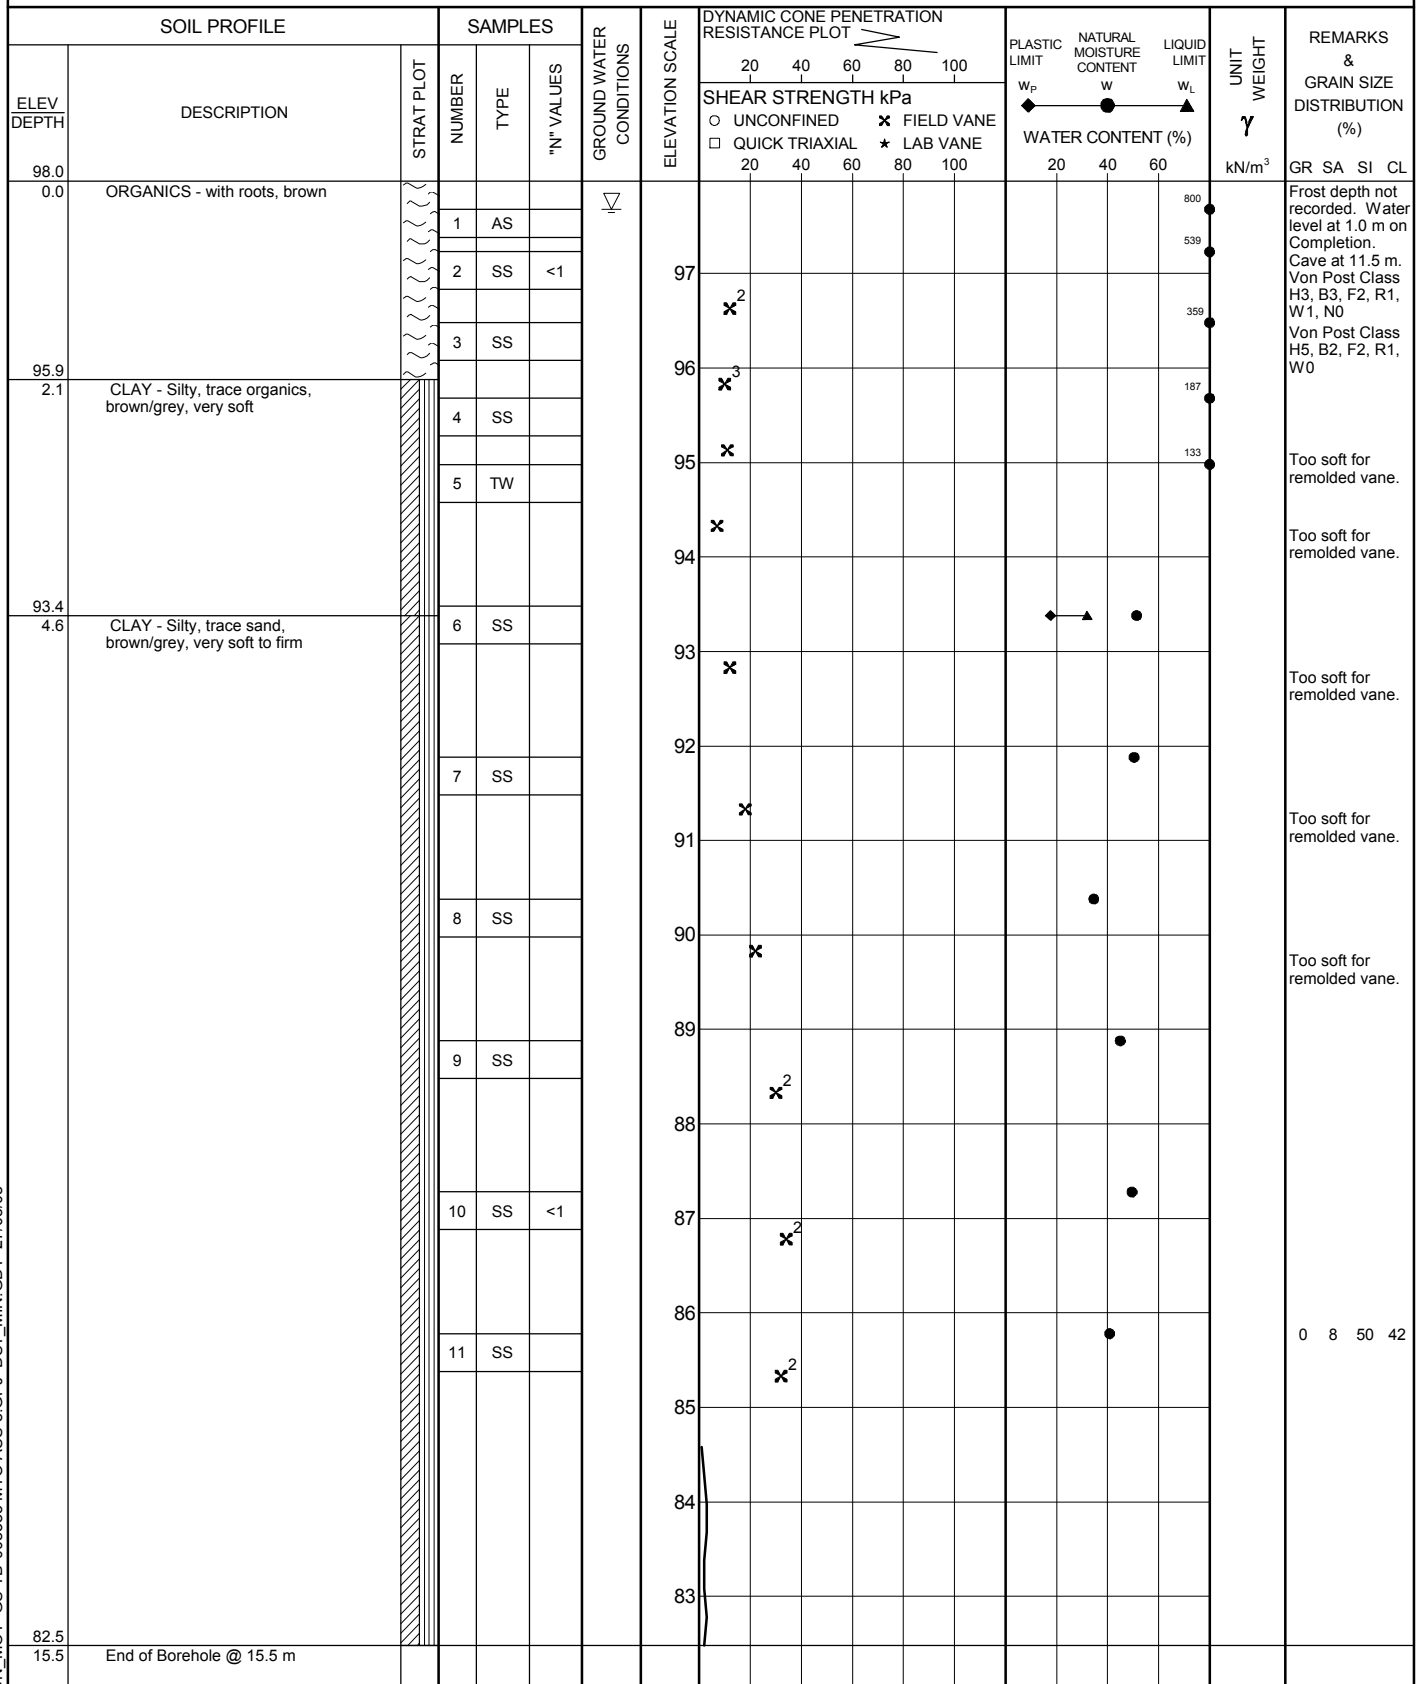 SOIL PROFILE
SAMPLES
GROUND WATER
CONDITIONS
ELEVATION SCALE
DYNAMIC CONE PENETRATION
RESISTANCE PLOT
20 40 60 80 100
SHEAR STRENGTH kPa
○ UNCONFINED ✖ FIELD VANE
□ QUICK TRIAXIAL ★ LAB VANE
20 40 60 80 100
PLASTIC
LIMIT
NATURAL
MOISTURE
CONTENT
LIQUID
LIMIT
WP W WL
WATER CONTENT (%)
20 40 60
UNIT
WEIGHT
γ
kN/m³
REMARKS
&
GRAIN SIZE
DISTRIBUTION
(%)
GR SA SI CL
ELEV
DEPTH
DESCRIPTION
STRAT PLOT
NUMBER
TYPE
"N" VALUES
98.0
0.0 ORGANICS - with roots, brown
95.9
2.1 CLAY - Silty, trace organics,
brown/grey, very soft
93.4
4.6 CLAY - Silty, trace sand,
brown/grey, very soft to firm
82.5
15.5 End of Borehole @ 15.5 m
1 AS
2 SS <1
3 SS
4 SS
5 TW
6 SS
7 SS
8 SS
9 SS
10 SS <1
11 SS
97
96
95
94
93
92
91
90
89
88
87
86
85
84
83
2
3
2
2
2
800
539
359
187
133
Frost depth not
recorded. Water
level at 1.0 m on
Completion.
Cave at 11.5 m.
Von Post Class
H3, B3, F2, R1,
W1, N0
Von Post Class
H5, B2, F2, R1,
W0
Too soft for
remolded vane.
Too soft for
remolded vane.
Too soft for
remolded vane.
Too soft for
remolded vane.
Too soft for
remolded vane.
0 8 50 42